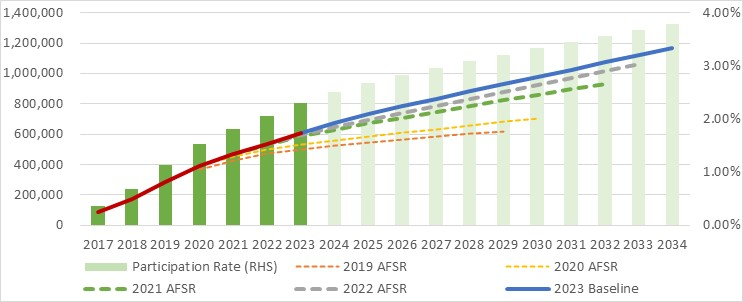 1,400,000 4.00%
1,200,000
1,000,000 3.00%
800,000
600,000 2.00%
400,000 1.00%
200,000
0 0.00%
2017 2018 2019 2020 2021 2022 2023 2024 2025 2026 2027 2028 2029 2030 2031 2032 2033 2034
Participation Rate (RHS) 2019 AFSR 2020 AFSR
2021 AFSR 2022 AFSR 2023 Baseline